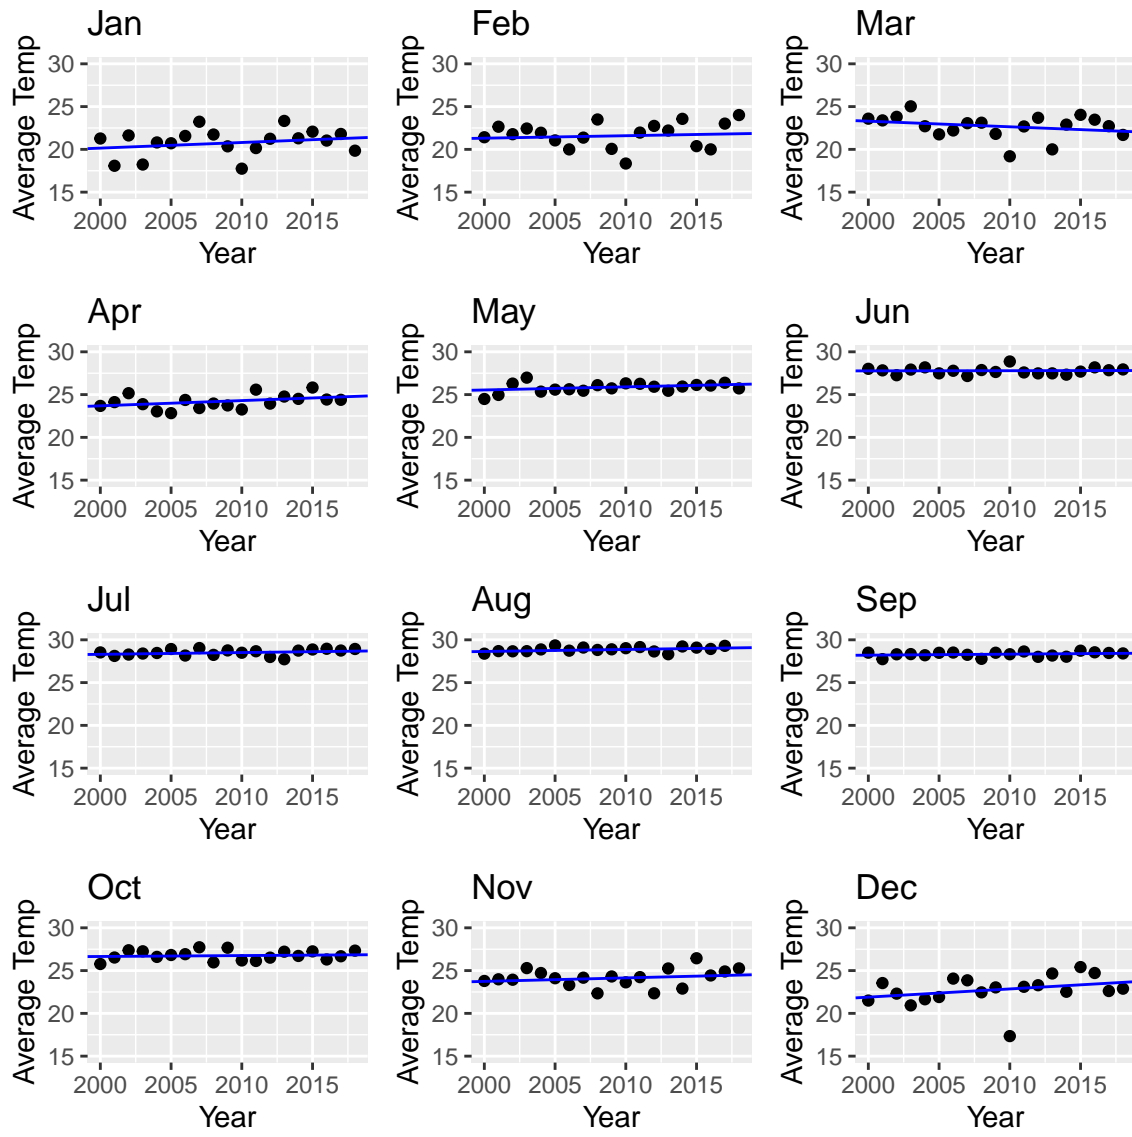 Jan Feb Mar
Average Temp Average Temp Average Temp
30 30 30
25 25 25
20 20 20
15 15 15
2000 2005 2010 2015 2000 2005 2010 2015 2000 2005 2010 2015
Year Year Year
Apr May Jun
Average Temp Average Temp Average Temp
30 30 30
25 25 25
20 20 20
15 15 15
2000 2005 2010 2015 2000 2005 2010 2015 2000 2005 2010 2015
Year Year Year
Jul Aug Sep
Average Temp Average Temp Average Temp
30 30 30
25 25 25
20 20 20
15 15 15
2000 2005 2010 2015 2000 2005 2010 2015 2000 2005 2010 2015
Year Year Year
Oct Nov Dec
Average Temp Average Temp Average Temp
30 30 30
25 25 25
20 20 20
15 15 15
2000 2005 2010 2015 2000 2005 2010 2015 2000 2005 2010 2015
Year Year Year